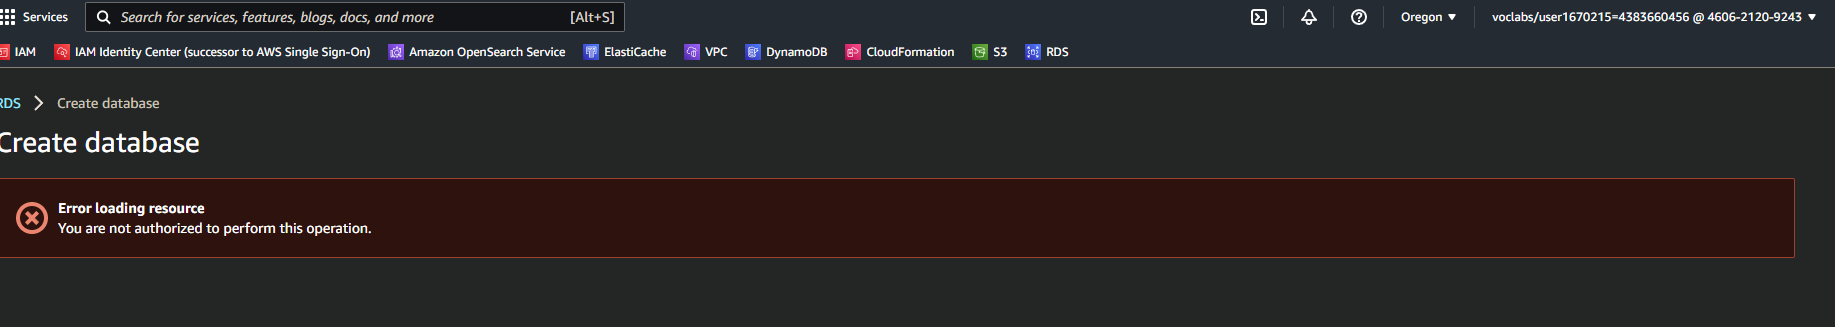 Services Search for services, features, blogs, docs, and more [Alt+S] Oregon voclabs/user1670215=4383660456 @ 4606-2120-9243
IAM IAM Identity Center (successor to AWS Single Sign-On) Amazon OpenSearch Service ElastiCache VPC DynamoDB CloudFormation S3 RDS
RDS Create database
Create database
Error loading resource
You are not authorized to perform this operation.